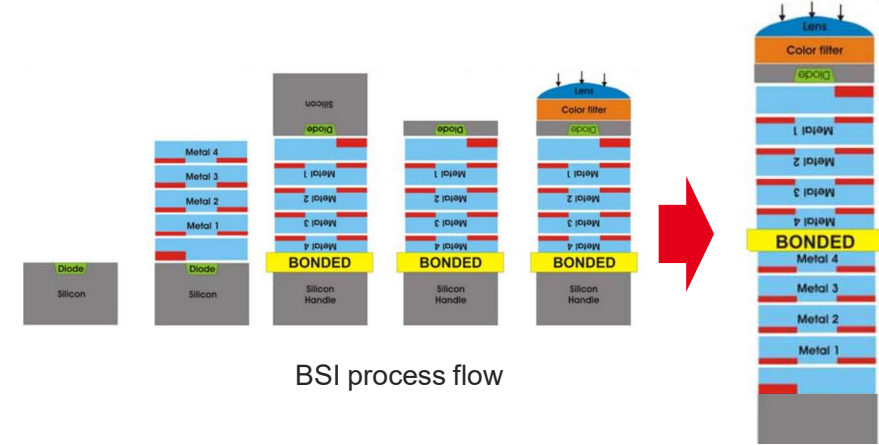 Diode
Silicon
Metal 4
Metal 3
Metal 2
Metal 1
Diode
Silicon
Silicon
Diode
Metal 1
Metal 2
Metal 3
Metal 4
BONDED
Silicon
Handle
Diode
Metal 1
Metal 2
Metal 3
Metal 4
BONDED
Silicon
Handle
Lens
Color filter
Diode
Metal 1
Metal 2
Metal 3
Metal 4
BONDED
Silicon
Handle
Lens
Color filter
Diode
Metal 1
Metal 2
Metal 3
Metal 4
BONDED
Metal 4
Metal 3
Metal 2
Metal 1
BSI process flow